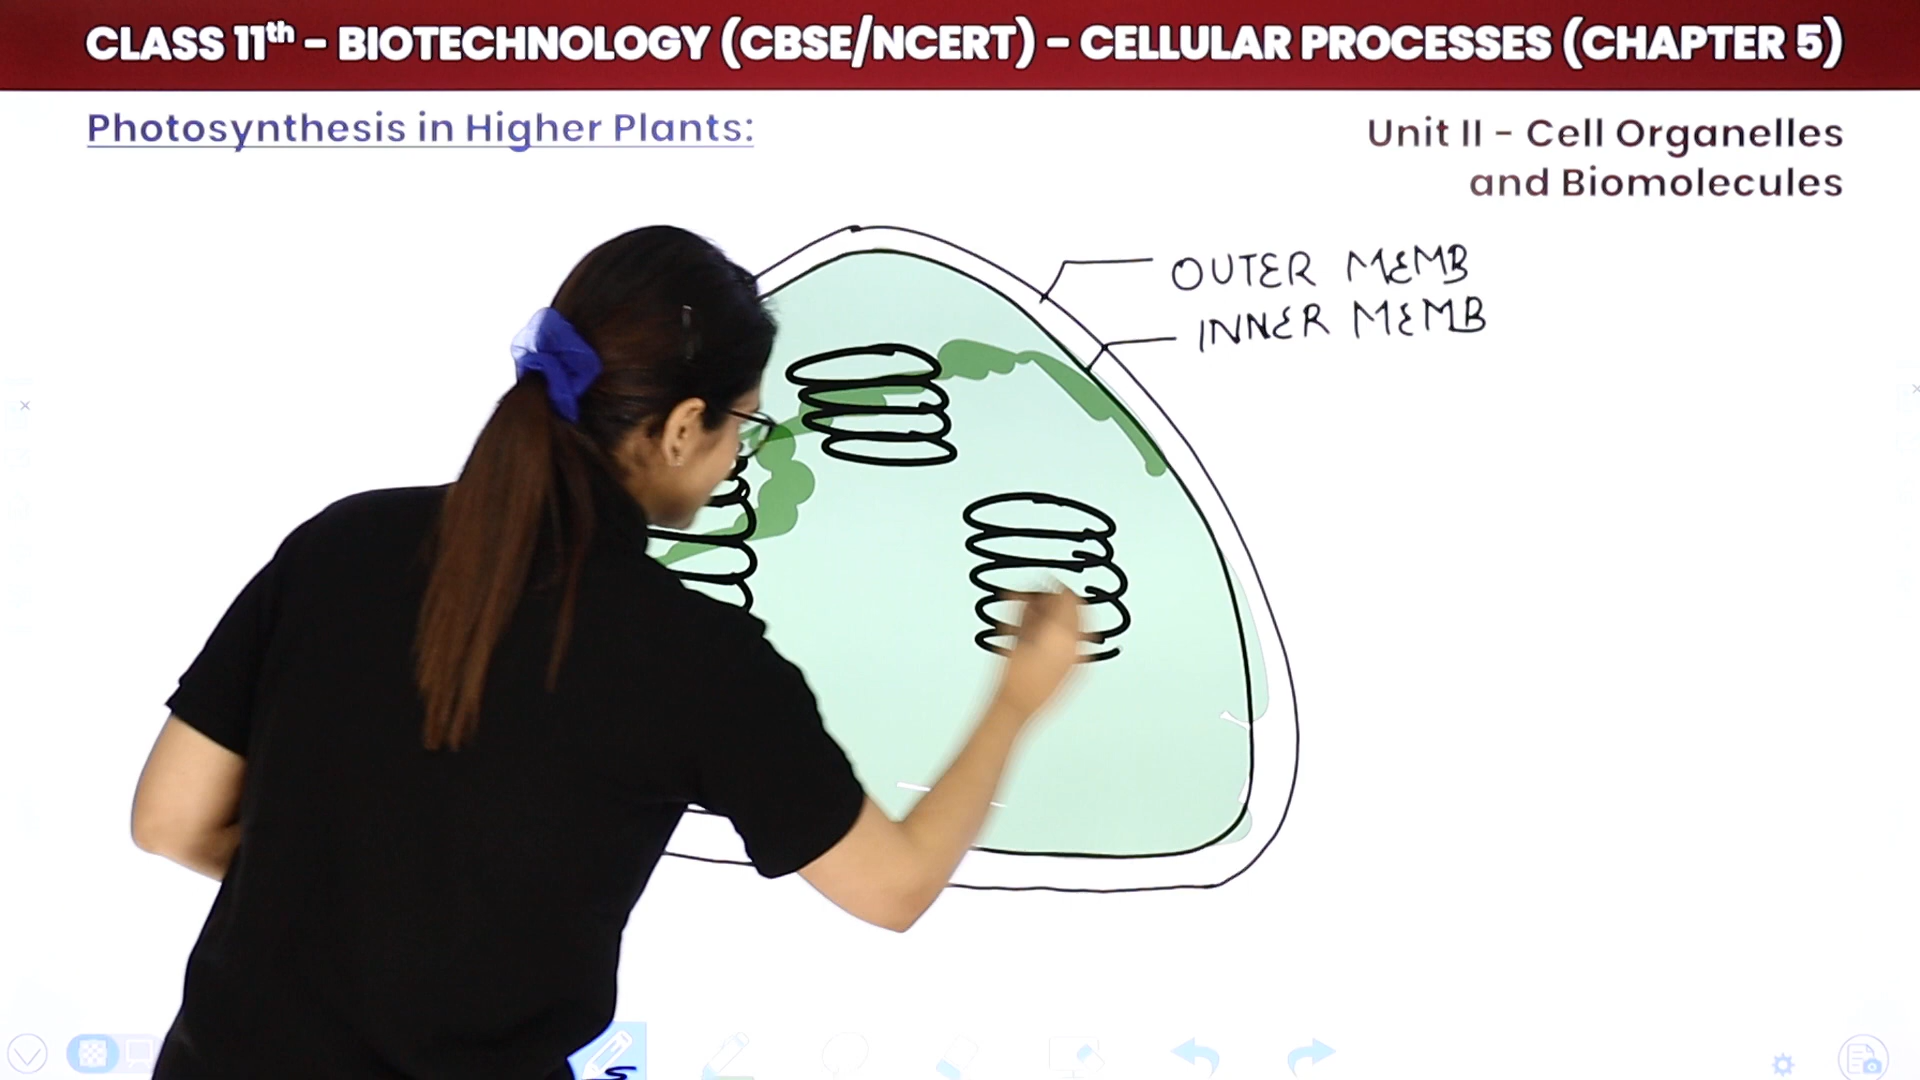 CLASS 11th - BIOTECHNOLOGY (CBSE/NCERT) - CELLULAR PROCESSES (CHAPTER 5)
Photosynthesis in Higher Plants:
Unit II - Cell Organelles
and Biomolecules
OUTER MEMB
INNER MEMB